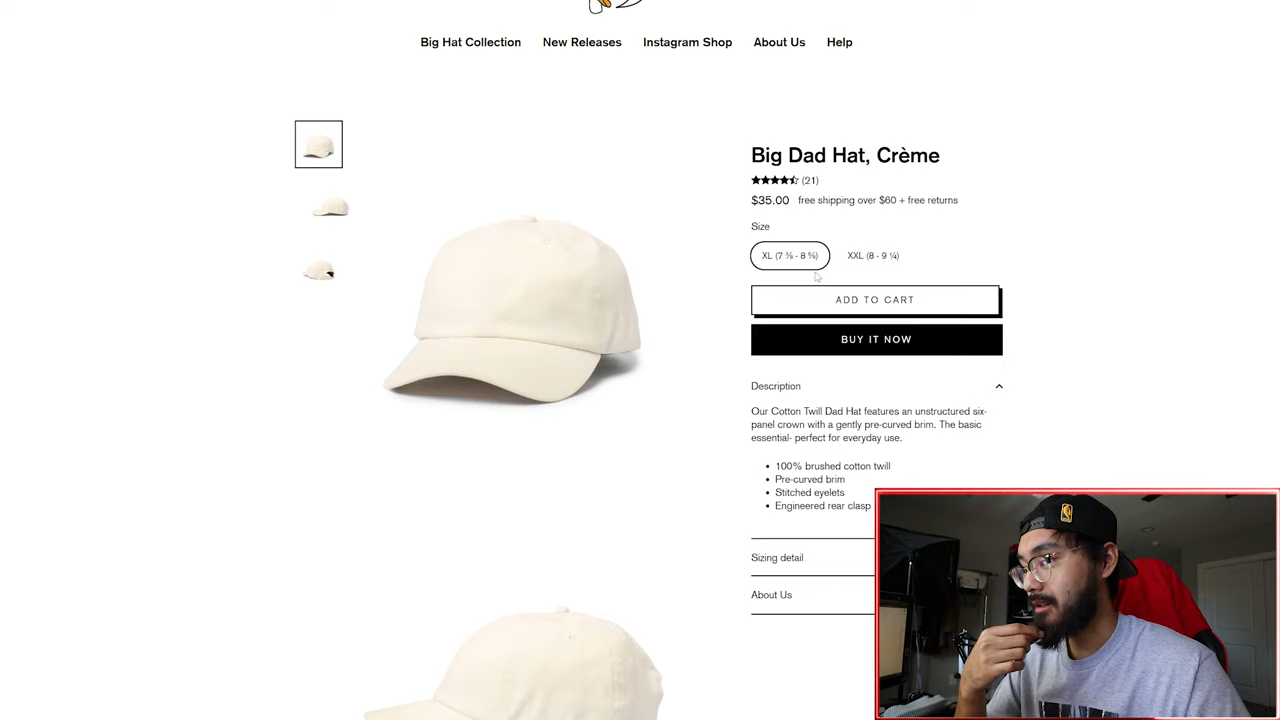 Big Hat Collection New Releases Instagram Shop About Us Help
Big Dad Hat, Crème
(21)
$35.00 free shipping over $60 + free returns
Size
XL (7 ⅜ - 8 ⅝) XXL (8 - 9 ¼)
ADD TO CART
BUY IT NOW
Description
Our Cotton Twill Dad Hat features an unstructured six-
panel crown with a gently pre-curved brim. The basic
essential- perfect for everyday use.
• 100% brushed cotton twill
• Pre-curved brim
• Stitched eyelets
• Engineered rear clasp
Sizing detail
About Us